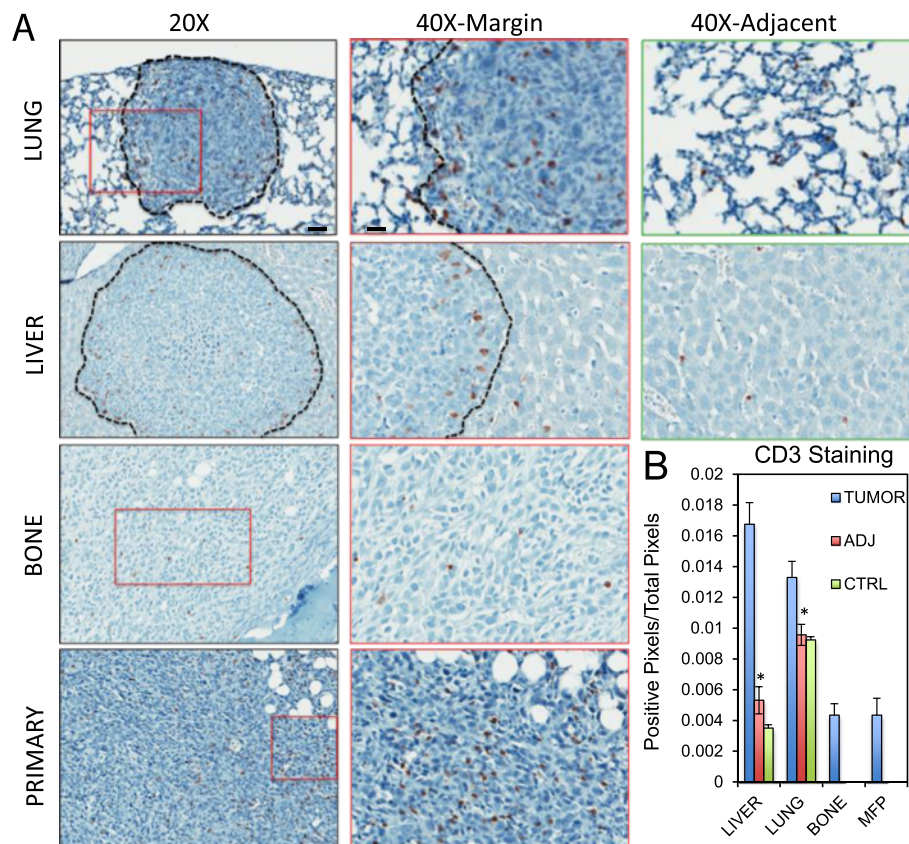 A
20X
40X-Margin
40X-Adjacent
LUNG
LIVER
BONE
PRIMARY
B
CD3 Staining
Positive Pixels/Total Pixels
0.02
0.018
0.016
0.014
0.012
0.01
0.008
0.006
0.004
0.002
0
TUMOR
ADJ
CTRL
*
*
LIVER
LUNG
BONE
MFP